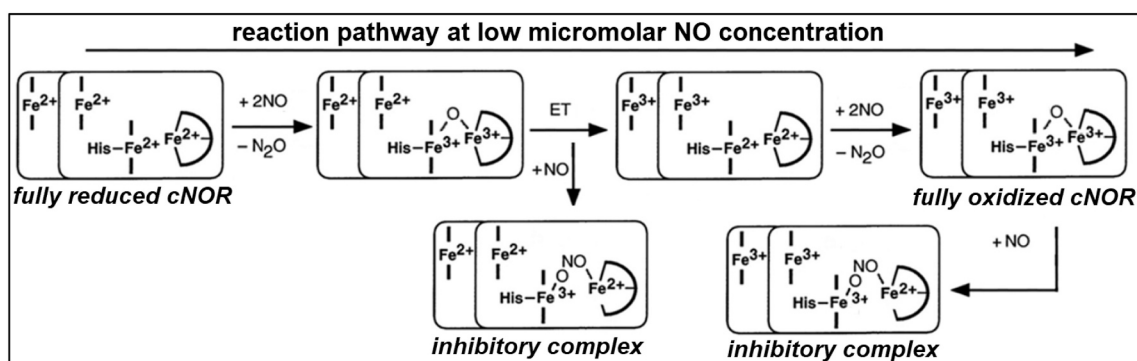 reaction pathway at low micromolar NO concentration
Fe2+ Fe2+ His–Fe2+ Fe2+
+ 2NO
– N2O
Fe2+ Fe2+ O His–Fe3+ Fe3+
ET
+NO
Fe3+ Fe3+ His–Fe2+ Fe2+
+ 2NO
– N2O
Fe3+ Fe3+ O His–Fe3+ Fe3+
fully reduced cNOR
fully oxidized cNOR
Fe2+ Fe2+ NO O His–Fe3+ Fe2+
inhibitory complex
+ NO
Fe3+ Fe3+ NO O His–Fe3+ Fe2+
inhibitory complex